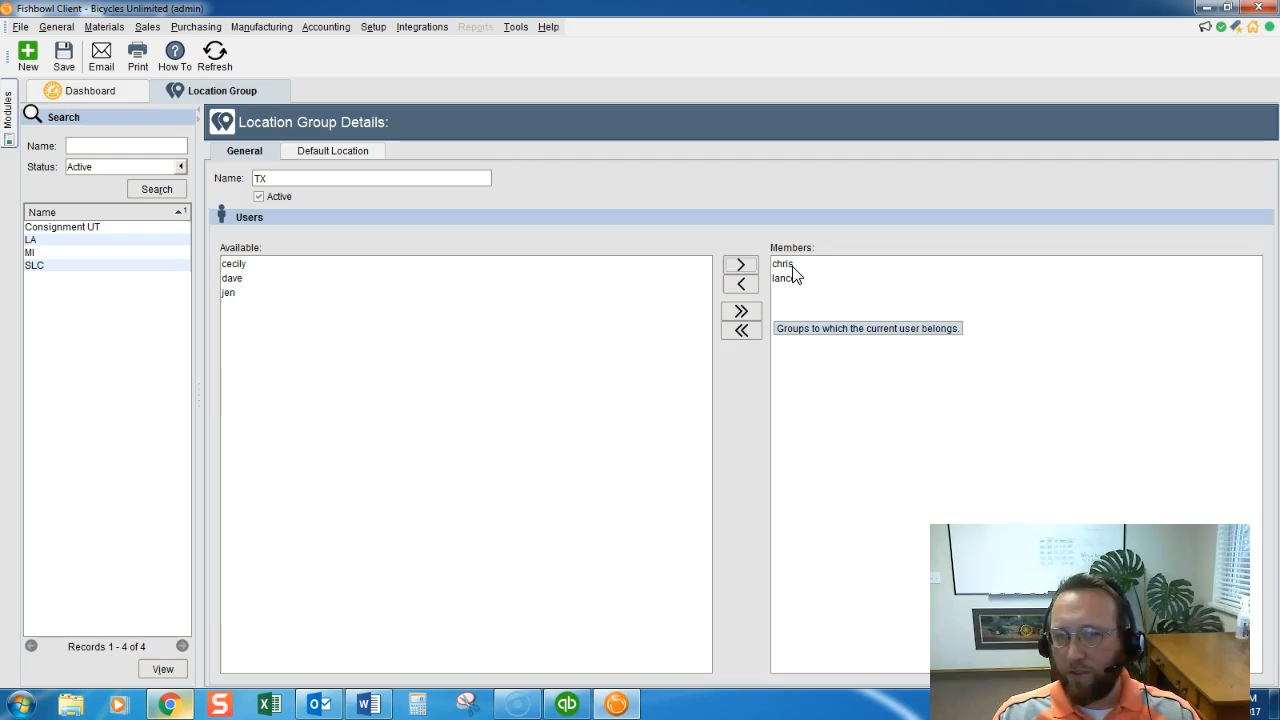 Fishbowl Client - Bicycles Unlimited (admin)
File General Materials Sales Purchasing Manufacturing Accounting Inventory Setup Integrations Reports Tools Help
New Save Email Print How To Refresh
Modules
Dashboard Location Group
Search
Name:
Status: Active
Search
Name 1
Consignment UT
LA
MI
SLC
Records 1 - 4 of 4
View
Location Group Details:
General Default Location
Name: TX
Active
Users
Available:
cecily
dave
jen
>
<
>>
<<
Members:
chris
Groups to which the current user belongs.